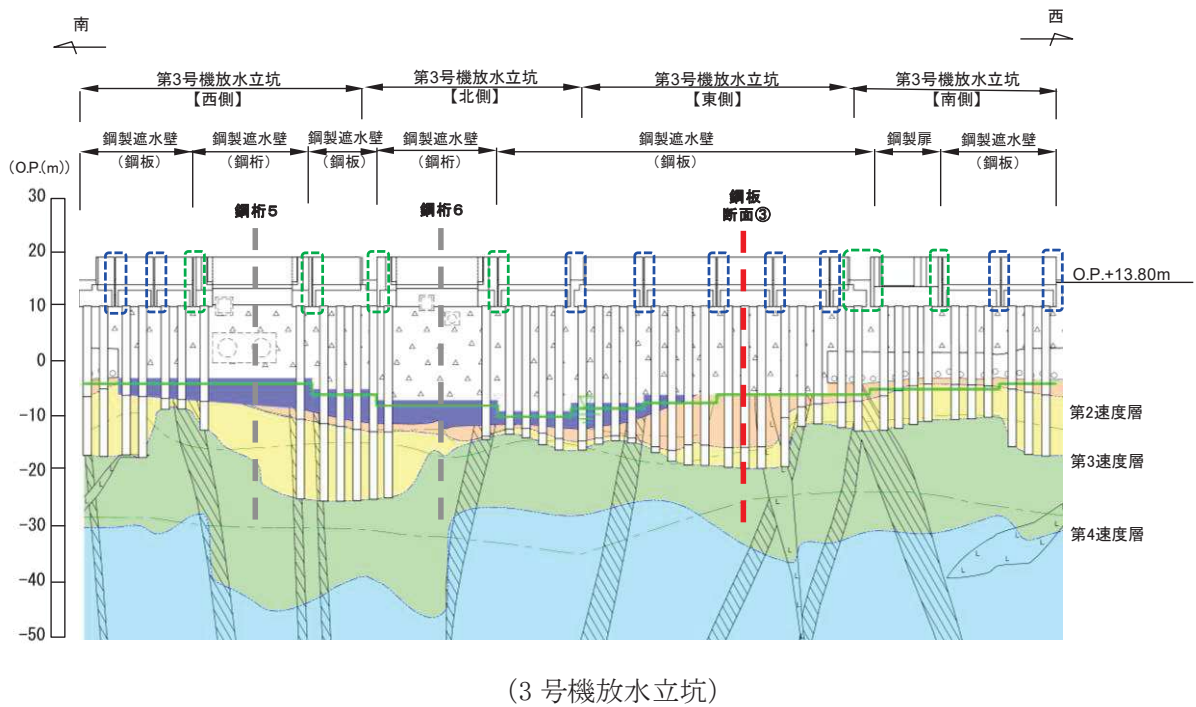 南
西
第3号機放水立坑
【西側】
第3号機放水立坑
【北側】
第3号機放水立坑
【東側】
第3号機放水立坑
【南側】
鋼製遮水壁
(鋼板)
鋼製遮水壁
(鋼桁)
鋼製遮水壁
(鋼板)
鋼製遮水壁
(鋼桁)
鋼製遮水壁
(鋼板)
鋼製扉
鋼製遮水壁
(鋼板)
(O.P.(m))
鋼桁5
鋼桁6
鋼板
断面③
30
20
10
0
-10
-20
-30
-40
-50
O.P.+13.80m
第2速度層
第3速度層
第4速度層
L
L
L
L
L
L
L
L
L
(3 号機放水立坑)